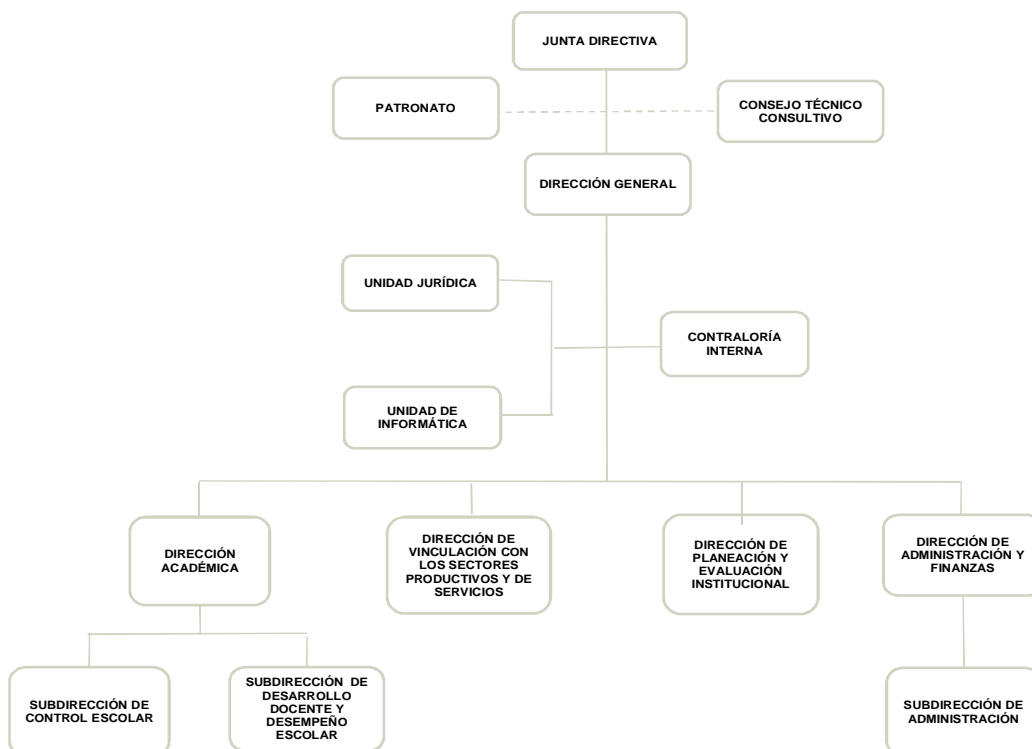 JUNTA DIRECTIVA
PATRONATO
CONSEJO TÉCNICO
CONSULTIVO
DIRECCIÓN GENERAL
UNIDAD JURÍDICA
CONTRALORÍA
INTERNA
UNIDAD DE
INFORMÁTICA
DIRECCIÓN
ACADÉMICA
DIRECCIÓN DE
VINCULACIÓN CON
LOS SECTORES
PRODUCTIVOS Y DE
SERVICIOS
DIRECCIÓN DE
PLANEACIÓN Y
EVALUACIÓN
INSTITUCIONAL
DIRECCIÓN DE
ADMINISTRACIÓN Y
FINANZAS
SUBDIRECCIÓN DE
CONTROL ESCOLAR
SUBDIRECCIÓN DE
DESARROLLO
DOCENTE Y
DESEMPEÑO
ESCOLAR
SUBDIRECCIÓN DE
ADMINISTRACIÓN